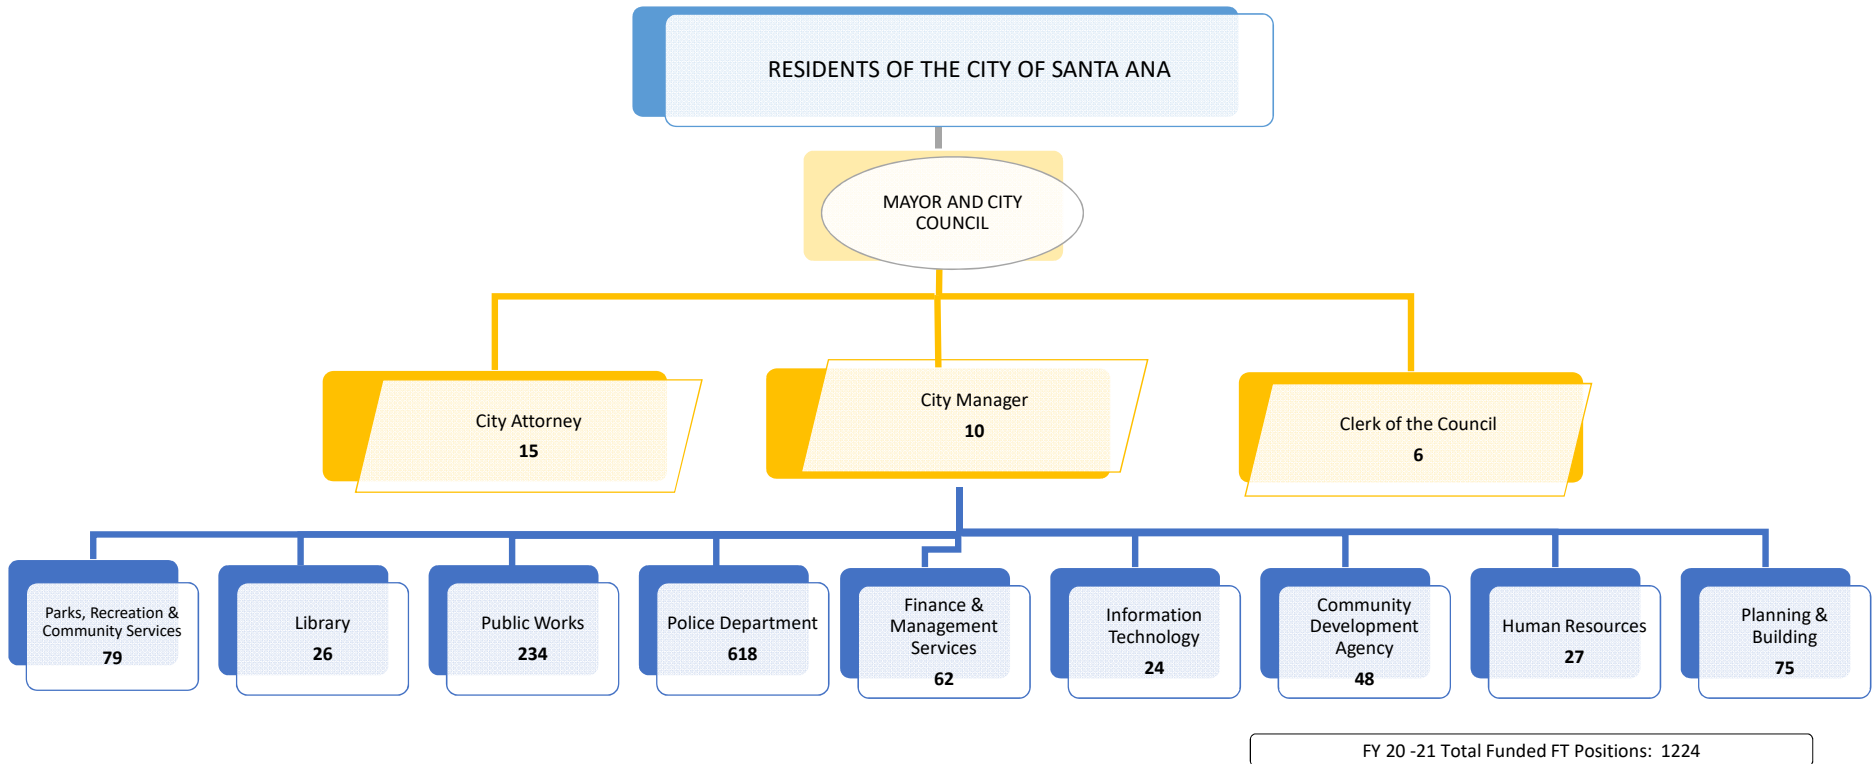 RESIDENTS OF THE CITY OF SANTA ANA
MAYOR AND CITY
COUNCIL
City Attorney
15
City Manager
10
Clerk of the Council
6
Parks, Recreation &
Community Services
79
Library
26
Public Works
234
Police Department
618
Finance &
Management
Services
62
Information
Technology
24
Community
Development
Agency
48
Human Resources
27
Planning &
Building
75
FY 20 -21 Total Funded FT Positions: 1224